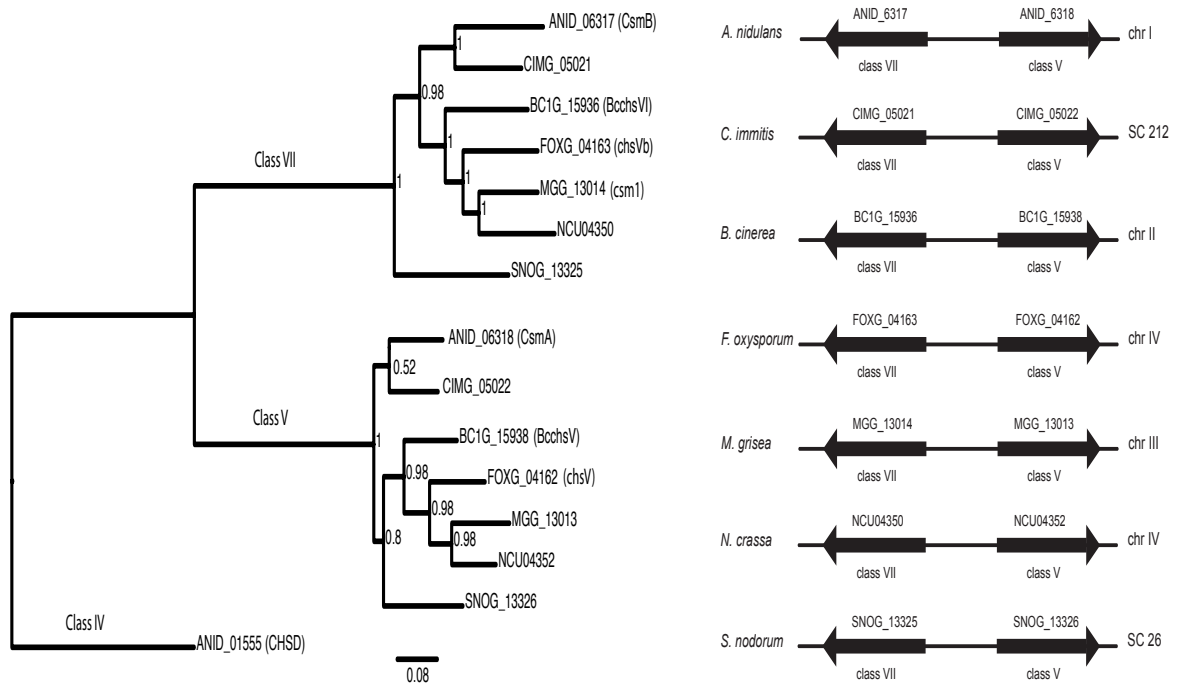 ANID_06317 (CsmB)
1
CIMG_05021
0.98
BC1G_15936 (BcchsVI)
1
FOXG_04163 (chsVb)
Class VII
1
1
MGG_13014 (csm1)
1
NCU04350
SNOG_13325
ANID_06318 (CsmA)
0.52
CIMG_05022
Class V
1
BC1G_15938 (BcchsV)
0.98
FOXG_04162 (chsV)
0.98
MGG_13013
0.8
0.98
NCU04352
SNOG_13326
Class IV
ANID_01555 (CHSD)
0.08
ANID_6317 ANID_6318
A. nidulans chr I
class VII class V
CIMG_05021 CIMG_05022
C. immitis SC 212
class VII class V
BC1G_15936 BC1G_15938
B. cinerea chr II
class VII class V
FOXG_04163 FOXG_04162
F. oxysporum chr IV
class VII class V
MGG_13014 MGG_13013
M. grisea chr III
class VII class V
NCU04350 NCU04352
N. crassa chr IV
class VII class V
SNOG_13325 SNOG_13326
S. nodorum SC 26
class VII class V